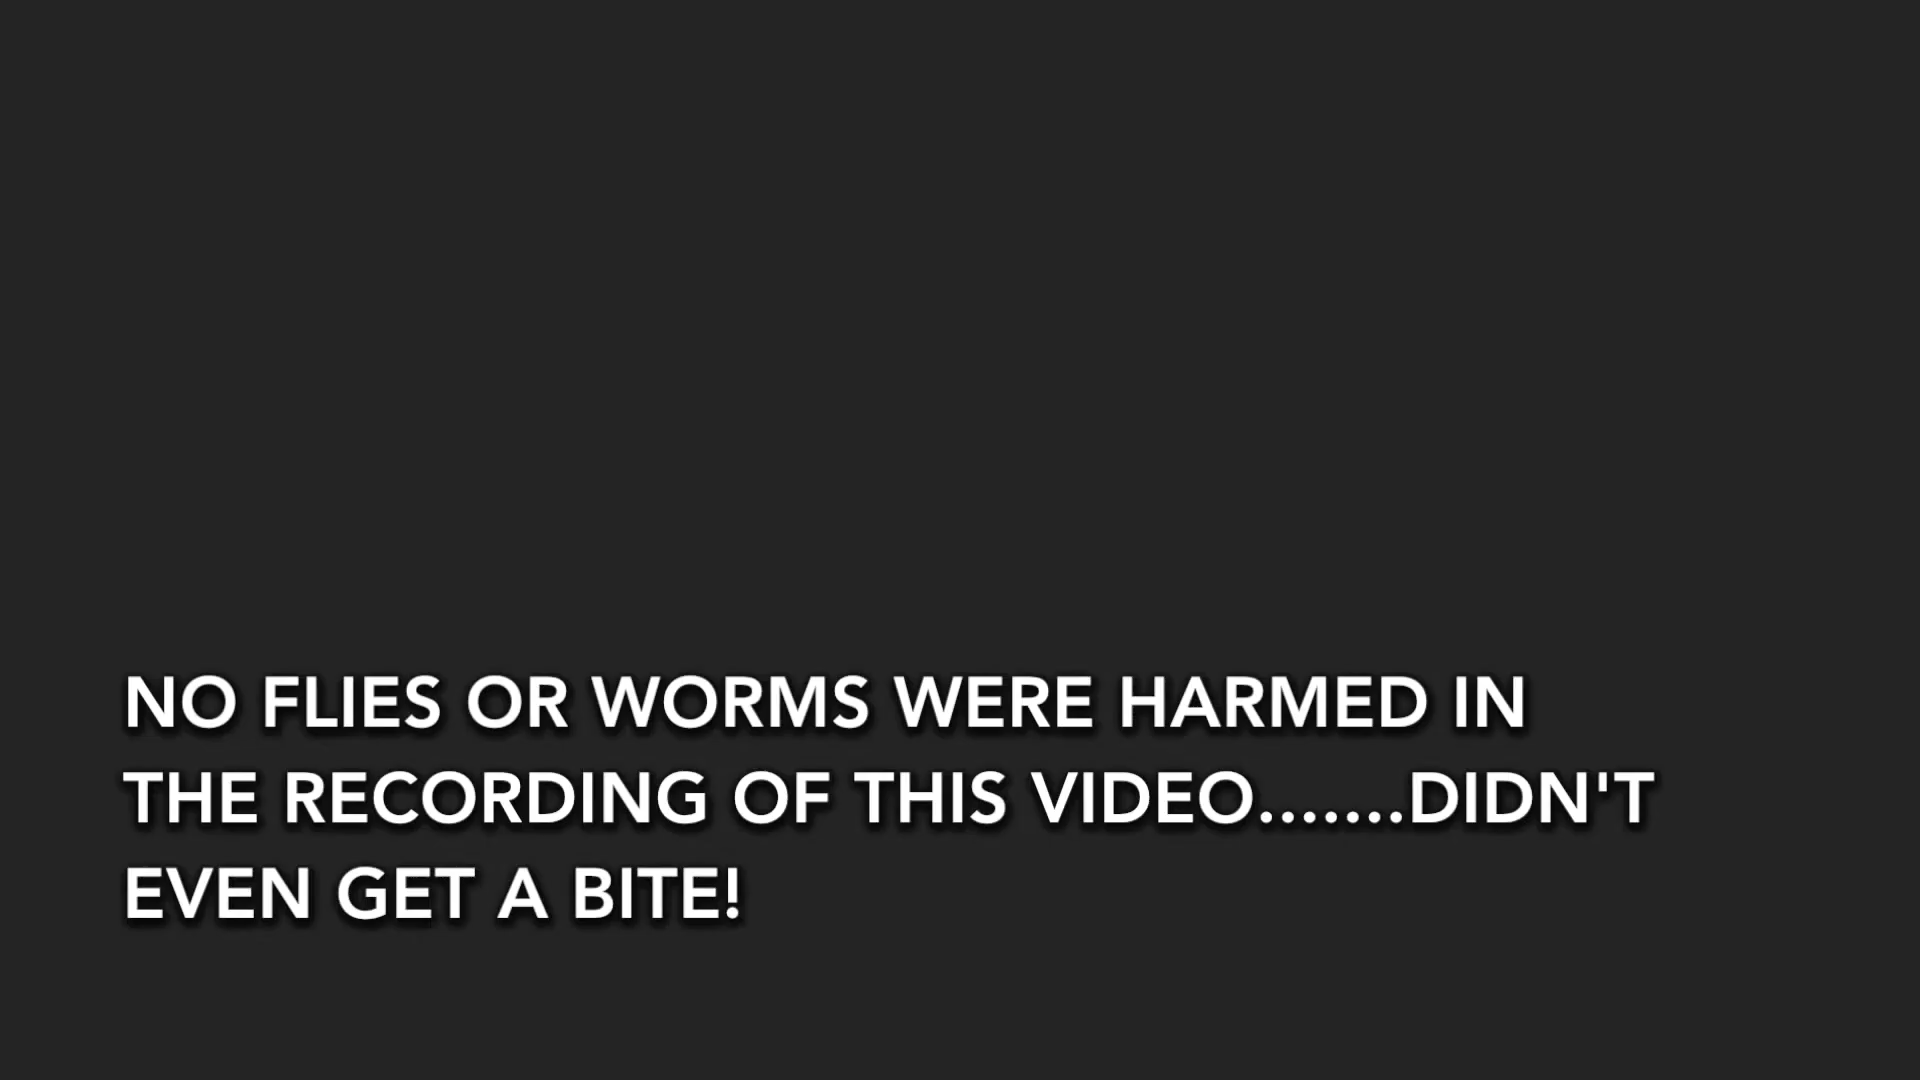 NO FLIES OR WORMS WERE HARMED IN
THE RECORDING OF THIS VIDEO.......DIDN'T
EVEN GET A BITE!